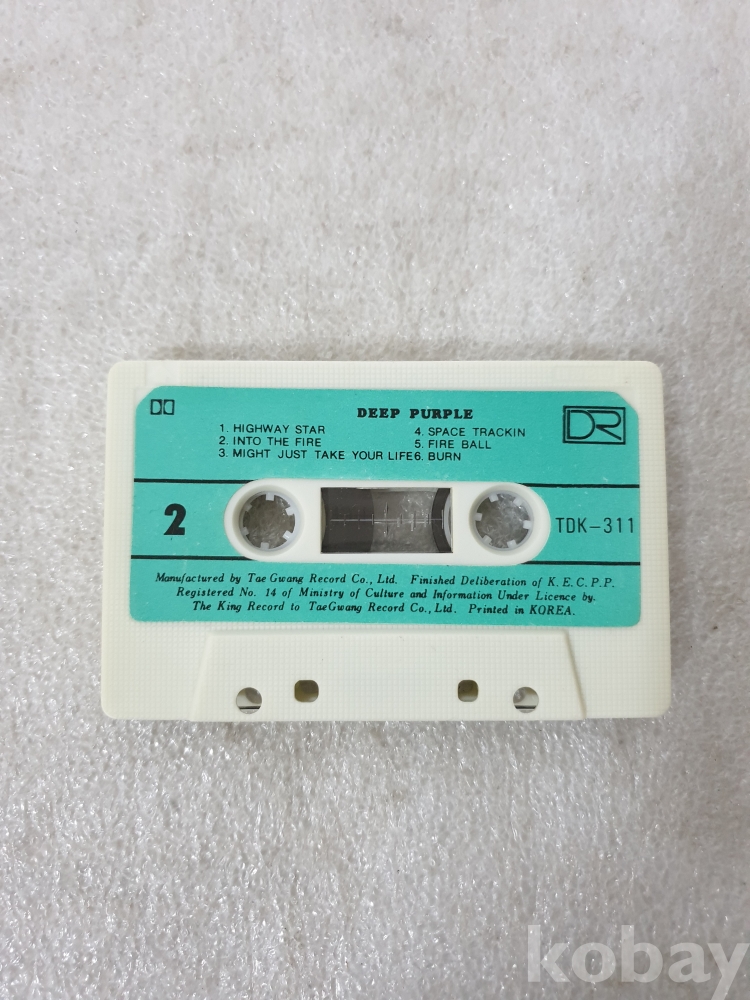 DEEP PURPLE
1. HIGHWAY STAR
2. INTO THE FIRE
3. MIGHT JUST TAKE YOUR LIFE
4. SPACE TRACKIN
5. FIRE BALL
6. BURN
DR
2
TDK-311
Manufactured by Tae Gwang Record Co., Ltd. Finished Deliberation of K. E. C. P. P.
Registered No. 14 of Ministry of Culture and Information Under Licence by.
The King Record to TaeGwang Record Co., Ltd. Printed in KOREA.
kobay